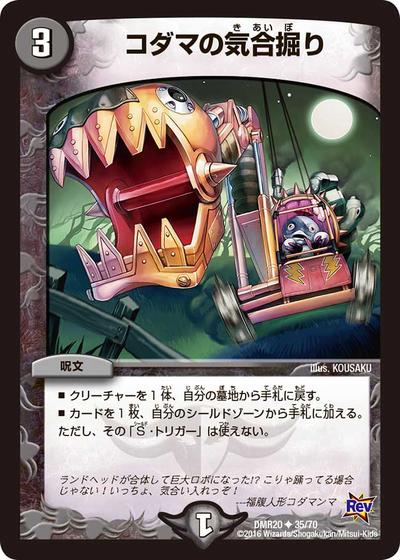 3
コダマの気合掘り
きあいぼ
Illus. KOUSAKU
呪文
■ クリーチャーを1体、自分の墓地から手札に戻す。
■ カードを1枚、自分のシールドゾーンから手札に加える。
ただし、その「S・トリガー」は使えない。
ランドヘッドが合体して巨大ロボになった!? こりゃ踊ってる場合
じゃない!いっちょ、気合い入れっぞ!
──福腹人形コダマンマ
Rev
DMR20 ◆ 35/70
©2016 Wizards/Shogakukan/Mitsui-Kids